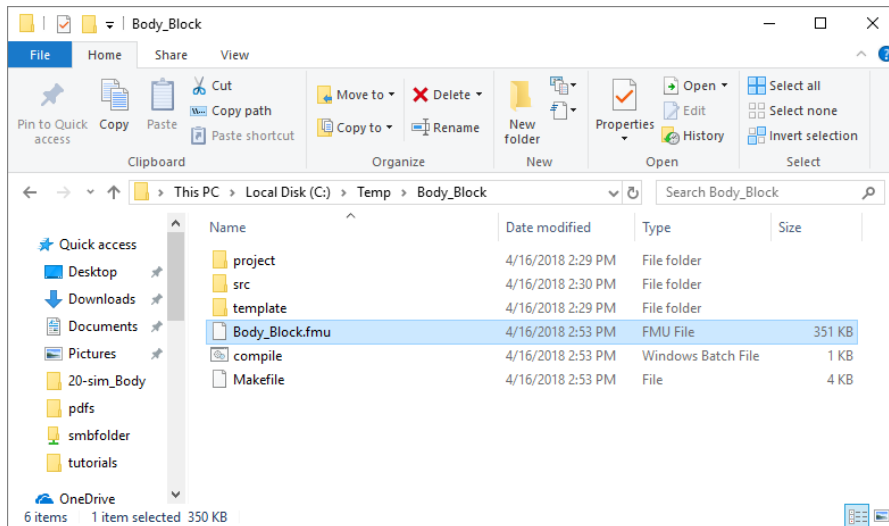 Body_Block
File Home Share View
Pin to Quick access
Copy
Paste
Cut
Copy path
Paste shortcut
Clipboard
Move to
Copy to
Delete
Rename
Organize
New folder
New
Properties
Open
Edit
History
Open
Select all
Select none
Invert selection
Select
This PC > Local Disk (C:) > Temp > Body_Block
Search Body_Block
Quick access
Desktop
Downloads
Documents
Pictures
20-sim_Body
pdfs
smbfolder
tutorials
OneDrive
Name Date modified Type Size
project 4/16/2018 2:29 PM File folder
src 4/16/2018 2:30 PM File folder
template 4/16/2018 2:29 PM File folder
Body_Block.fmu 4/16/2018 2:53 PM FMU File 351 KB
compile 4/16/2018 2:53 PM Windows Batch File 1 KB
Makefile 4/16/2018 2:53 PM File 4 KB
6 items 1 item selected 350 KB